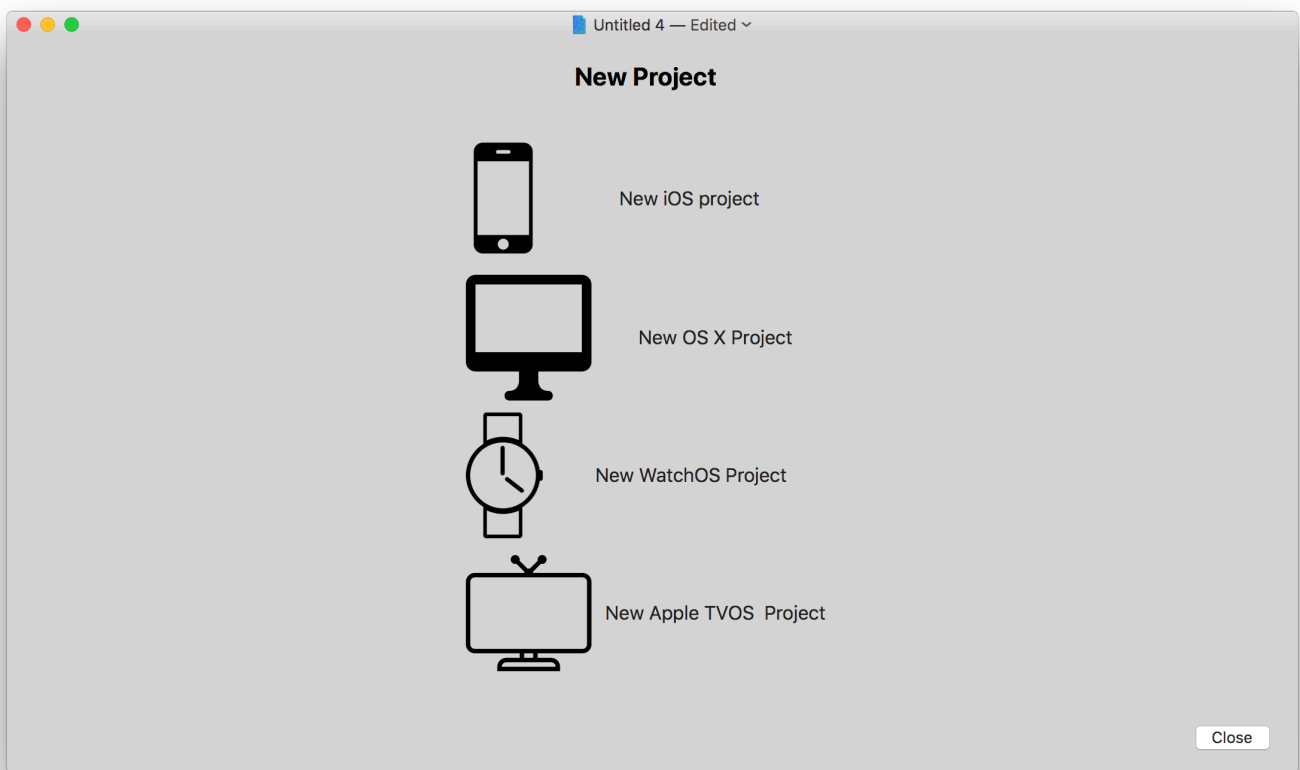 Untitled 4 — Edited
New Project
New iOS project
New OS X Project
New WatchOS Project
New Apple TVOS  Project
Close